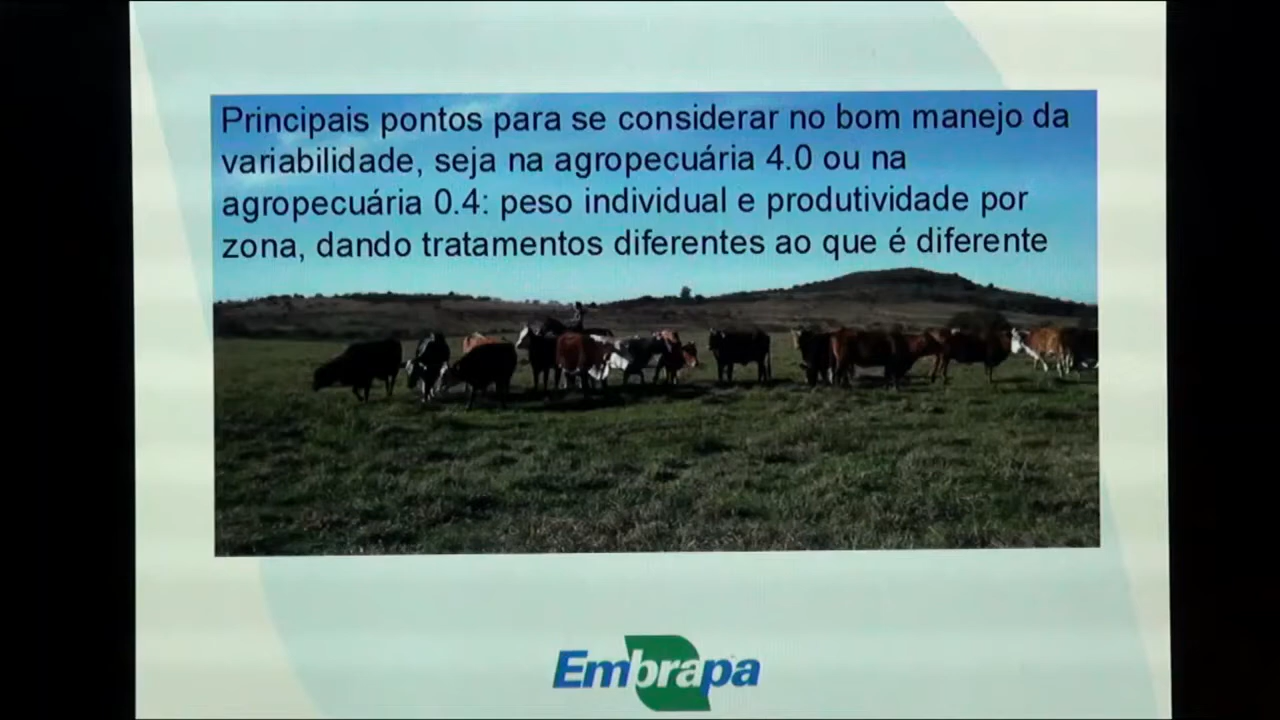 Principais pontos para se considerar no bom manejo da
variabilidade, seja na agropecuária 4.0 ou na
agropecuária 0.4: peso individual e produtividade por
zona, dando tratamentos diferentes ao que é diferente
Embrapa